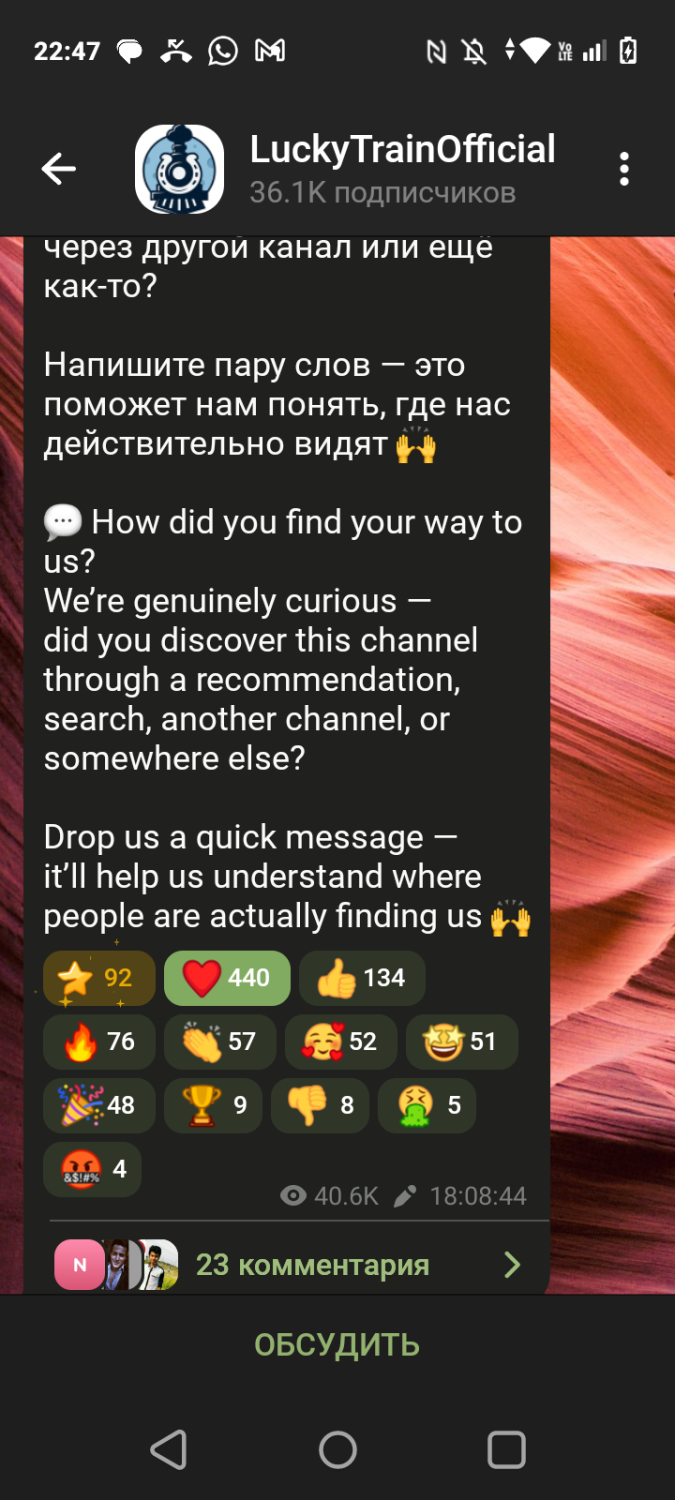 22:47
VoLTE
LuckyTrainOfficial
36.1K подписчиков
через другой канал или ещё
как-то?
Напишите пару слов — это
поможет нам понять, где нас
действительно видят 🙌
💬 How did you find your way to
us?
We’re genuinely curious —
did you discover this channel
through a recommendation,
search, another channel, or
somewhere else?
Drop us a quick message —
it’ll help us understand where
people are actually finding us 🙌
⭐ 92 ❤️ 440 👍 134
🔥 76 👏 57 🥰 52 🤩 51
🎉 48 🏆 9 👎 8 🤮 5
🤬 4
40.6K 18:08:44
N 23 комментария
ОБСУДИТЬ